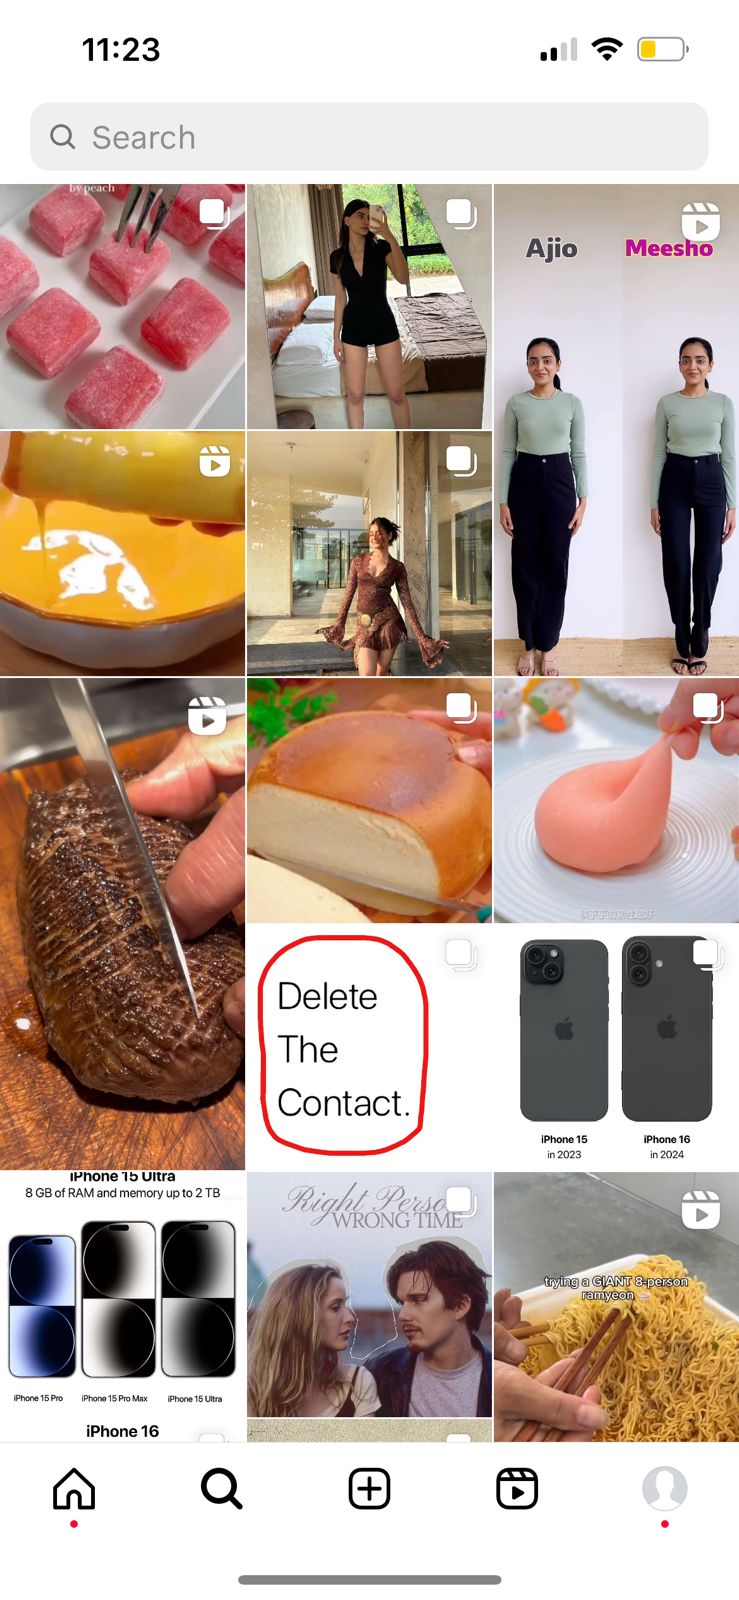 11:23
Search
by peach
Ajio
Meesho
Delete
The
Contact.
iPhone 15
in 2023
iPhone 16
in 2024
iPhone 15 Ultra
8 GB of RAM and memory up to 2 TB
iPhone 15 Pro
iPhone 15 Pro Max
iPhone 15 Ultra
iPhone 16
Right Person
WRONG TIME
trying a GIANT 8-person
ramyeon